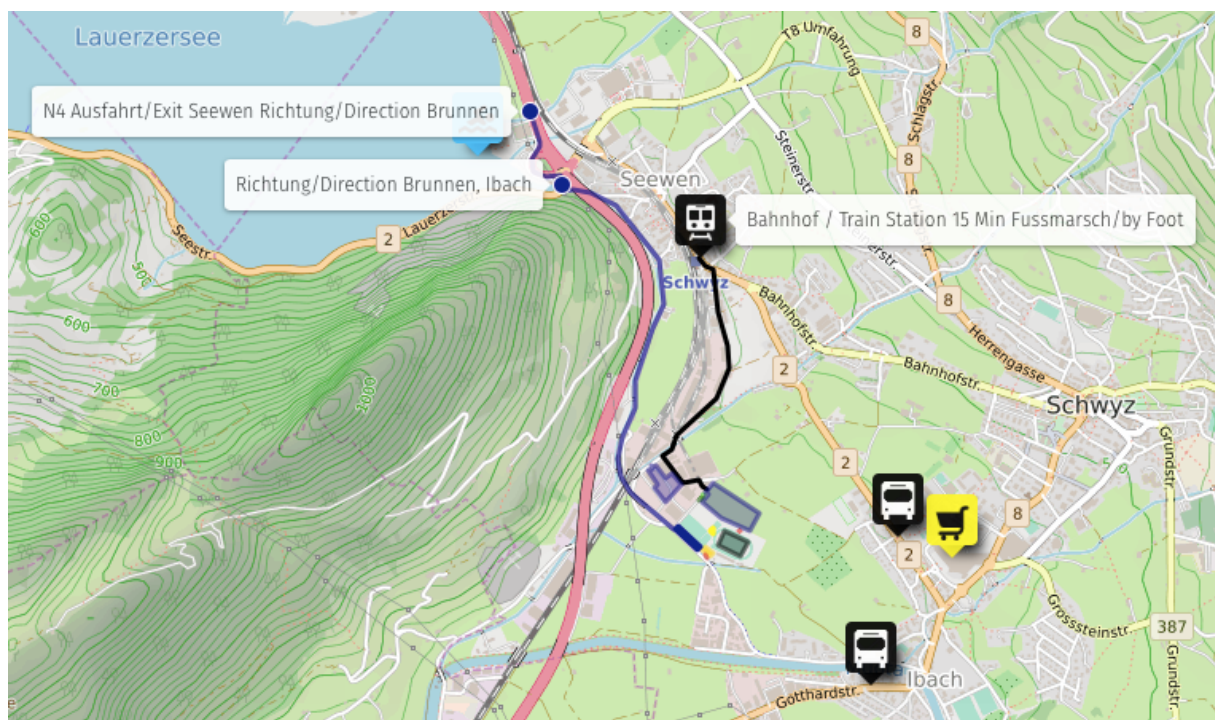 Lauerzersee
T8 Umfahrung
8
N4 Ausfahrt/Exit Seewen Richtung/Direction Brunnen
Schlagstr.
Steinerstr.
8
Richtung/Direction Brunnen, Ibach
Seewen
Lauerzer
2
Seestr.
600
500
Bahnhof / Train Station 15 Min Fussmarsch/by Foot
Schwyz
Bahnhofstr.
8
Herrengasse
600
700
800
900
1000
2
Bahnhofstr.
Schwyz
Grundstr.
2
8
2
Grosssteinstr.
387
Grundstr.
Ibach
Gotthardstr.